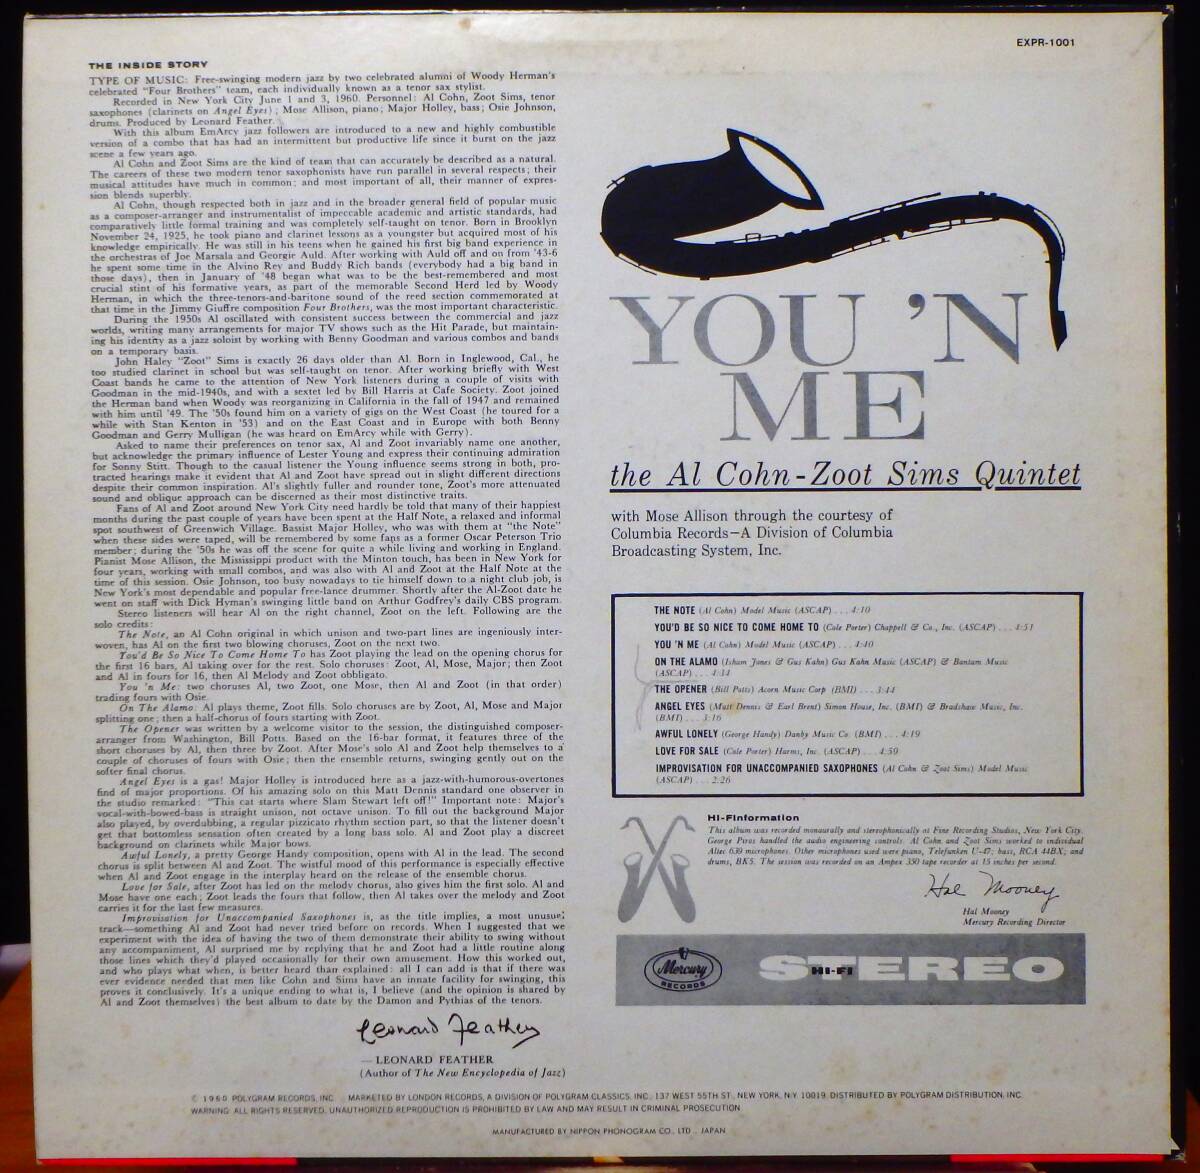 EXPR-1001
THE INSIDE STORY
TYPE OF MUSIC: Free-swinging modern jazz by two celebrated alumni of Woody Herman's
celebrated "Four Brothers" team, each individually known as a tenor sax stylist.
Recorded in New York City June 1 and 3, 1960. Personnel: Al Cohn, Zoot Sims, tenor
saxophones (clarinets on Angel Eyes); Mose Allison, piano; Major Holley, bass; Osie Johnson,
drums. Produced by Leonard Feather.
With this album EmArcy jazz followers are introduced to a new and highly combustible
version of a combo that has had an intermittent but productive life since it burst on the jazz
scene a few years ago.
Al Cohn and Zoot Sims are the kind of team that can accurately be described as a natural.
The careers of these two modern tenor saxophonists have run parallel in several respects; their
musical attitudes have much in common; and most important of all, their manner of expres-
sion blends superbly.
Al Cohn, though respected both in jazz and in the broader general field of popular music
as a composer-arranger and instrumentalist of impeccable academic and artistic standards, had
comparatively little formal training and was completely self-taught on tenor. Born in Brooklyn
November 24, 1925, he took piano and clarinet lessons as a youngster but acquired most of his
knowledge empirically. He was still in his teens when he gained his first big band experience in
the orchestras of Joe Marsala and Georgie Auld. After working with Auld off and on from '43-6
he spent some time in the Alvino Rey and Buddy Rich bands (everybody had a big band in
those days), then in January of '48 began what was to be the best-remembered and most
crucial stint of his formative years, as part of the memorable Second Herd led by Woody
Herman, in which the three-tenors-and-baritone sound of the reed section commemorated at
that time in the Jimmy Giuffre composition Four Brothers, was the most important characteristic.
During the 1950s Al oscillated with consistent success between the commercial and jazz
worlds, writing many arrangements for major TV shows such as the Hit Parade, but maintain-
ing his identity as a jazz soloist by working with Benny Goodman and various combos and bands
on a temporary basis.
John Haley "Zoot" Sims is exactly 26 days older than Al. Born in Inglewood, Cal., he
too studied clarinet in school but was self-taught on tenor. After working briefly with West
Coast bands he came to the attention of New York listeners during a couple of visits with
Goodman in the mid-1940s, and with a sextet led by Bill Harris at Cafe Society. Zoot joined
the Herman band when Woody was reorganizing in California in the fall of 1947 and remained
with him until '49. The '50s found him on a variety of gigs on the West Coast (he toured for a
while with Stan Kenton in '53) and on the East Coast and in Europe with both Benny
Goodman and Gerry Mulligan (he was heard on EmArcy while with Gerry).
Asked to name their preferences on tenor sax, Al and Zoot invariably name one another,
but acknowledge the primary influence of Lester Young and express their continuing admiration
for Sonny Stitt. Though to the casual listener the Young influence seems strong in both, pro-
tracted hearings make it evident that Al and Zoot have spread out in slight different directions
despite their common inspiration. Al's slightly fuller and rounder tone, Zoot's more attenuated
sound and oblique approach can be discerned as their most distinctive traits.
Fans of Al and Zoot around New York City need hardly be told that many of their happiest
months during the past couple of years have been spent at the Half Note, a relaxed and informal
spot southwest of Greenwich Village. Bassist Major Holley, who was with them at "the Note"
when these sides were taped, will be remembered by some fans as a former Oscar Peterson Trio
member; during the '50s he was off the scene for quite a while living and working in England.
Pianist Mose Allison, the Mississippi product with the Minton touch, has been in New York for
four years, working with small combos, and was also with Al and Zoot at the Half Note at the
time of this session. Osie Johnson, too busy nowadays to tie himself down to a night club job, is
New York's most dependable and popular free-lance drummer. Shortly after the Al-Zoot date he
went on staff with Dick Hyman's swinging little band on Arthur Godfrey's daily CBS program.
Stereo listeners will hear Al on the right channel, Zoot on the left. Following are the
solo credits:
The Note, an Al Cohn original in which unison and two-part lines are ingeniously inter-
woven, has Al on the first two blowing choruses, Zoot on the next two.
You'd Be So Nice To Come Home To has Zoot playing the lead on the opening chorus for
the first 16 bars, Al taking over for the rest. Solo choruses: Zoot, Al, Mose, Major; then Zoot
and Al in fours for 16, then Al Melody and Zoot obbligato.
You 'n Me: two choruses Al, two Zoot, one Mose, then Al and Zoot (in that order)
trading fours with Osie.
On The Alamo: Al plays theme, Zoot fills. Solo choruses are by Zoot, Al, Mose and Major
splitting one; then a half-chorus of fours starting with Zoot.
The Opener was written by a welcome visitor to the session, the distinguished composer-
arranger from Washington, Bill Potts. Based on the 16-bar format, it features three of the
short choruses by Al, then three by Zoot. After Mose's solo Al and Zoot help themselves to a
couple of choruses of fours with Osie; then the ensemble returns, swinging gently out on the
softer final chorus.
Angel Eyes is a gas! Major Holley is introduced here as a jazz-with-humorous-overtones
find of major proportions. Of his amazing solo on this Matt Dennis standard one observer in
the studio remarked: "This cat starts where Slam Stewart left off!" Important note: Major's
vocal-with-bowed-bass is straight unison, not octave unison. To fill out the background Major
also played, by overdubbing, a regular pizzicato rhythm section part, so that the listener doesn't
get that bottomless sensation often created by a long bass solo. Al and Zoot play a discreet
background on clarinets while Major bows.
Awful Lonely, a pretty George Handy composition, opens with Al in the lead. The second
chorus is split between Al and Zoot. The wistful mood of this performance is especially effective
when Al and Zoot engage in the interplay heard on the release of the ensemble chorus.
Love for Sale, after Zoot has led on the melody chorus, also gives him the first solo. Al and
Mose have one each; Zoot leads the fours that follow, then Al takes over the melody and Zoot
carries it for the last few measures.
Improvisation for Unaccompanied Saxophones is, as the title implies, a most unusual
track—something Al and Zoot had never tried before on records. When I suggested that we
experiment with the idea of having the two of them demonstrate their ability to swing without
any accompaniment, Al surprised me by replying that he and Zoot had a little routine along
those lines which they'd played occasionally for their own amusement. How this worked out,
and who plays what when, is better heard than explained: all I can add is that if there was
ever evidence needed that men like Cohn and Sims have an innate facility for swinging, this
proves it conclusively. It's a unique ending to what is, I believe (and the opinion is shared by
Al and Zoot themselves) the best album to date by the Damon and Pythias of the tenors.
Leonard Feather
— LEONARD FEATHER
(Author of The New Encyclopedia of Jazz)
YOU 'N
ME
the Al Cohn-Zoot Sims Quintet
with Mose Allison through the courtesy of
Columbia Records—A Division of Columbia
Broadcasting System, Inc.
THE NOTE (Al Cohn) Model Music (ASCAP) . . . 4:10
YOU'D BE SO NICE TO COME HOME TO (Cole Porter) Chappell & Co., Inc. (ASCAP) . . . 4:51
YOU 'N ME (Al Cohn) Model Music (ASCAP) . . . 4:40
ON THE ALAMO (Isham Jones & Gus Kahn) Gus Kahn Music (ASCAP) & Bantam Music
(ASCAP) . . . 4:34
THE OPENER (Bill Potts) Acorn Music Corp (BMI) . . . 3:44
ANGEL EYES (Matt Dennis & Earl Brent) Simon House, Inc. (BMI) & Bradshaw Music, Inc.
(BMI) . . . 3:16
AWFUL LONELY (George Handy) Danby Music Co. (BMI) . . . 4:19
LOVE FOR SALE (Cole Porter) Harms, Inc. (ASCAP) . . . 4:59
IMPROVISATION FOR UNACCOMPANIED SAXOPHONES (Al Cohn & Zoot Sims) Model Music
(ASCAP) . . . 2:26
HI-FInformation
This album was recorded monaurally and stereophonically at Fine Recording Studios, New York City.
George Piros handled the audio engineering controls. Al Cohn and Zoot Sims worked to individual
Altec 639 microphones. Other microphones used were piano, Telefunken U-47; bass, RCA 44BX; and
drums, BK5. The session was recorded on an Ampex 350 tape recorder at 15 inches per second.
Hal Mooney
Hal Mooney
Mercury Recording Director
Mercury
RECORDS
STEREO
HI-FI
© 1960 POLYGRAM RECORDS, INC. MARKETED BY LONDON RECORDS, A DIVISION OF POLYGRAM CLASSICS, INC., 137 WEST 55TH ST., NEW YORK, N.Y. 10019. DISTRIBUTED BY POLYGRAM DISTRIBUTION, INC.
WARNING: ALL RIGHTS RESERVED. UNAUTHORIZED REPRODUCTION IS PROHIBITED BY LAW AND MAY RESULT IN CRIMINAL PROSECUTION
MANUFACTURED BY NIPPON PHONOGRAM CO., LTD., JAPAN